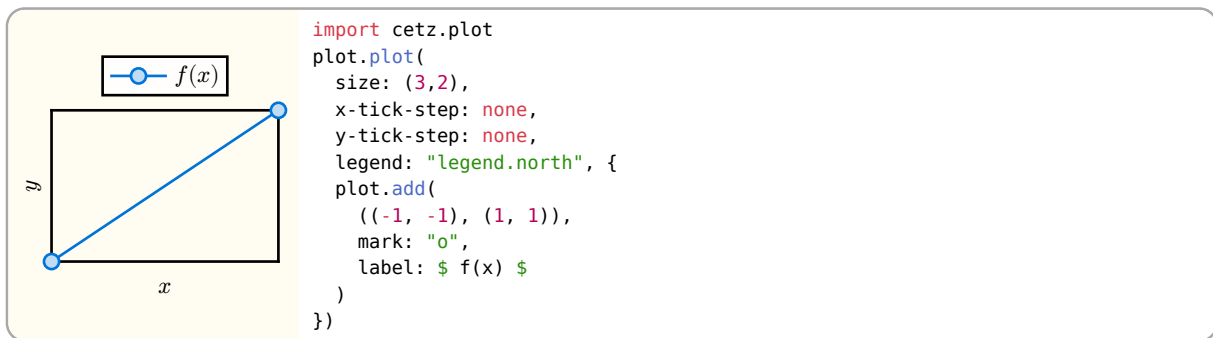 f(x)
y
x
import cetz.plot
plot.plot(
  size: (3,2),
  x-tick-step: none,
  y-tick-step: none,
  legend: "legend.north", {
  plot.add(
    ((-1, -1), (1, 1)),
    mark: "o",
    label: $ f(x) $
  )
})